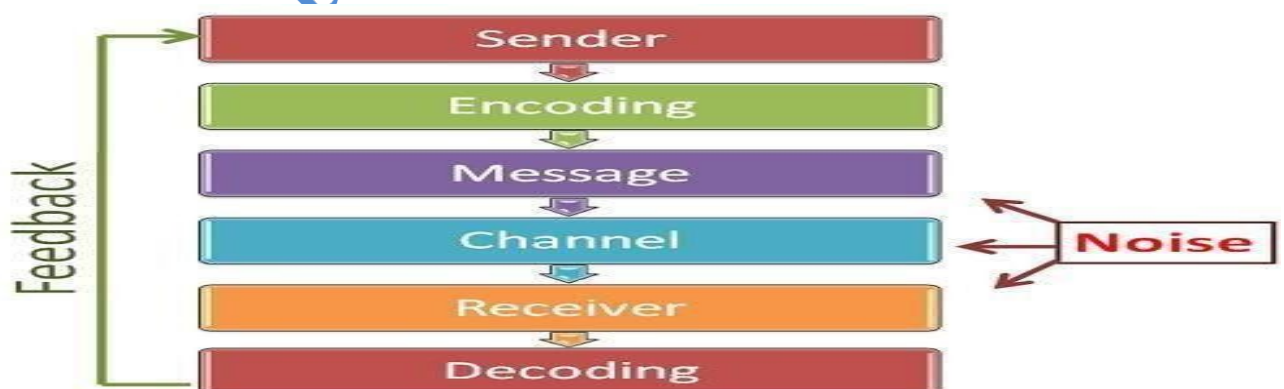 Sender
Encoding
Message
Channel
Receiver
Decoding
Feedback
Noise